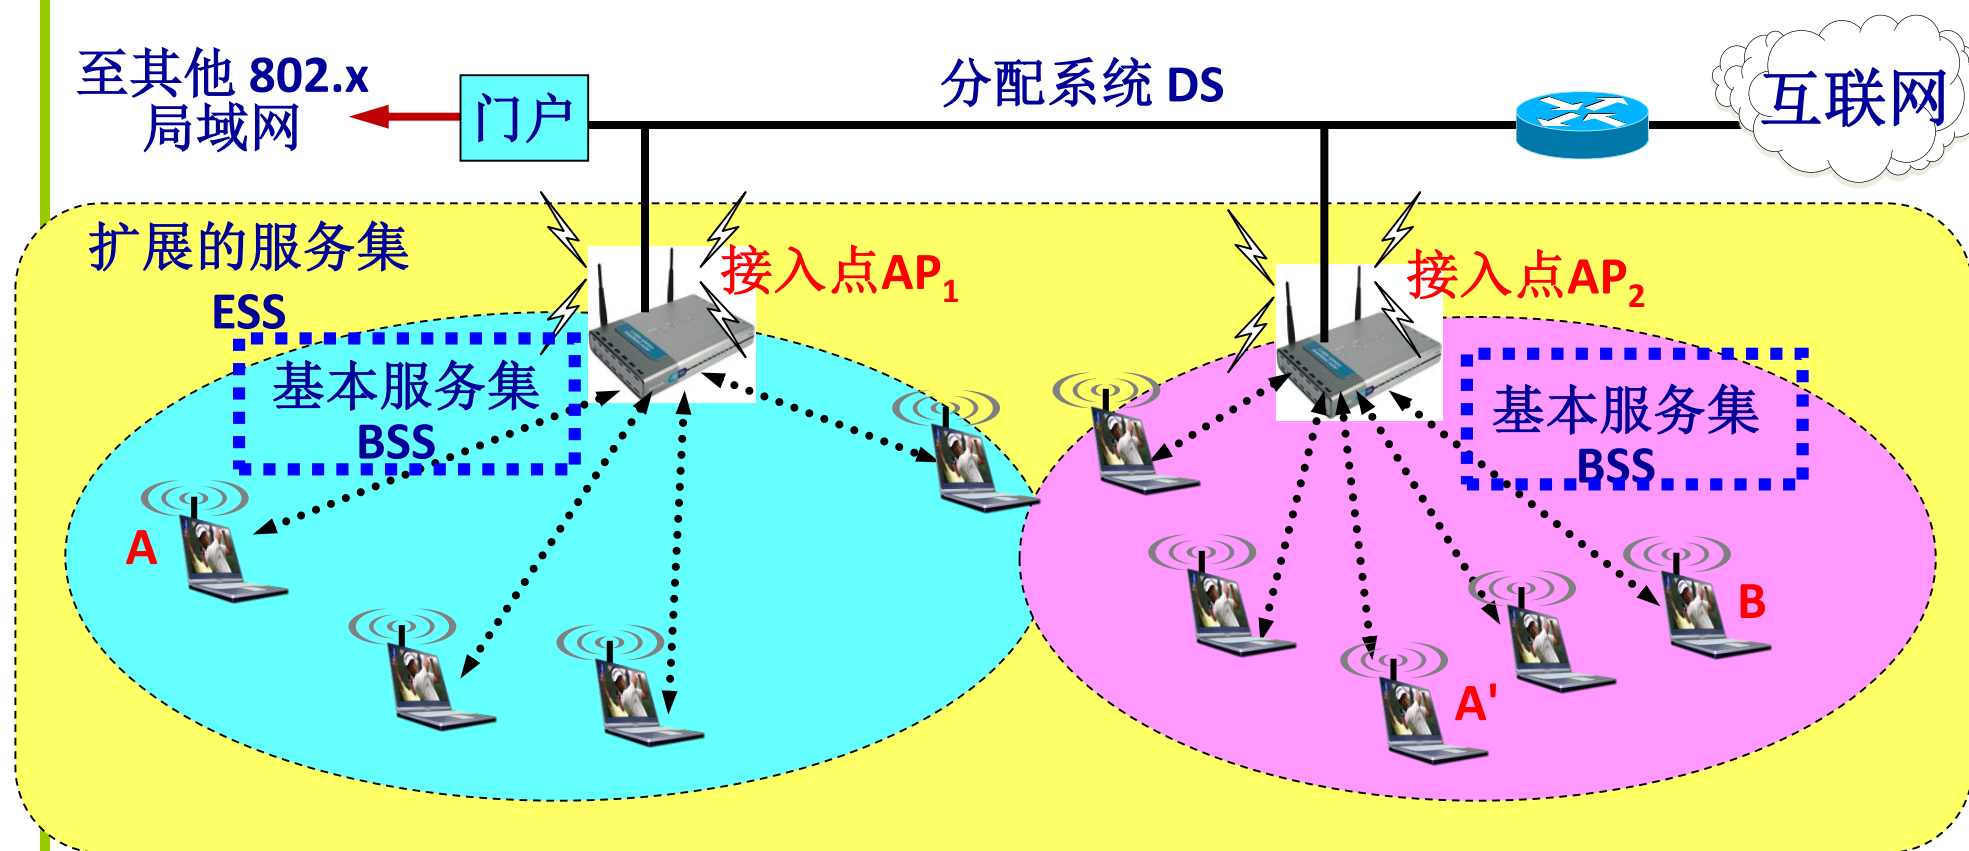 至其他 802.x
局域网
门户
分配系统 DS
互联网
扩展的服务集
ESS
接入点AP1
接入点AP2
基本服务集
BSS
基本服务集
BSS
A
B
A'